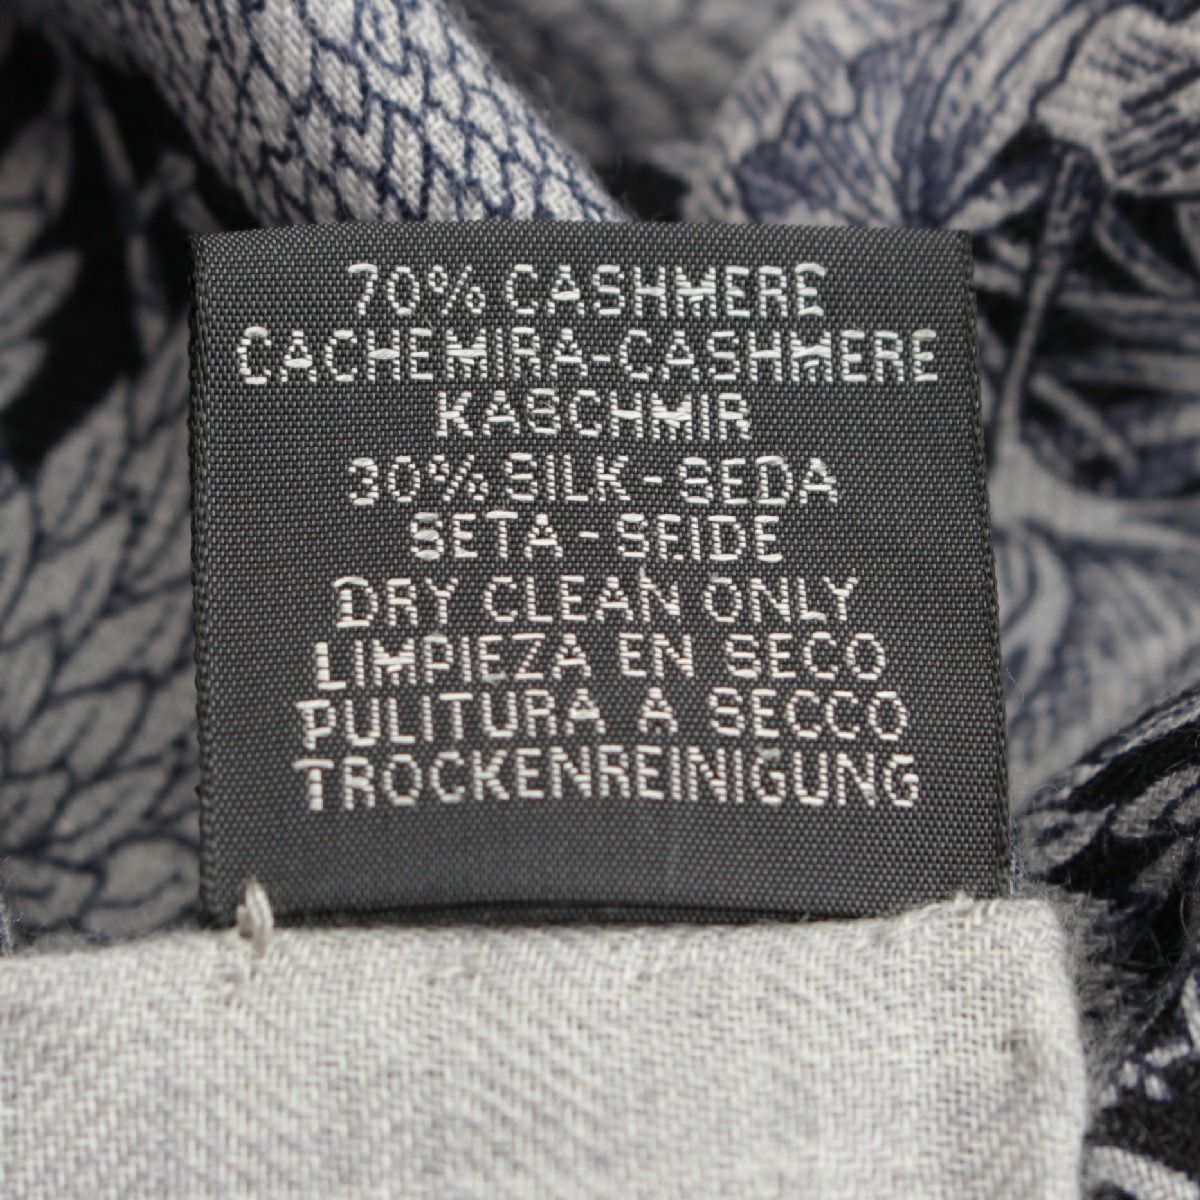 70% CASHMERE
CACHEMIRA-CASHMERE
KASCHMIR
30% SILK - SEDA
SETA - SEIDE
DRY CLEAN ONLY
LIMPIEZA EN SECO
PULITURA A SECCO
TROCKENREINIGUNG